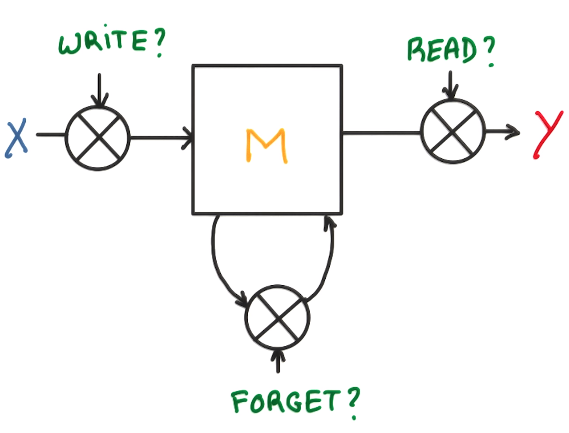 WRITE?
READ?
X
M
Y
FORGET?